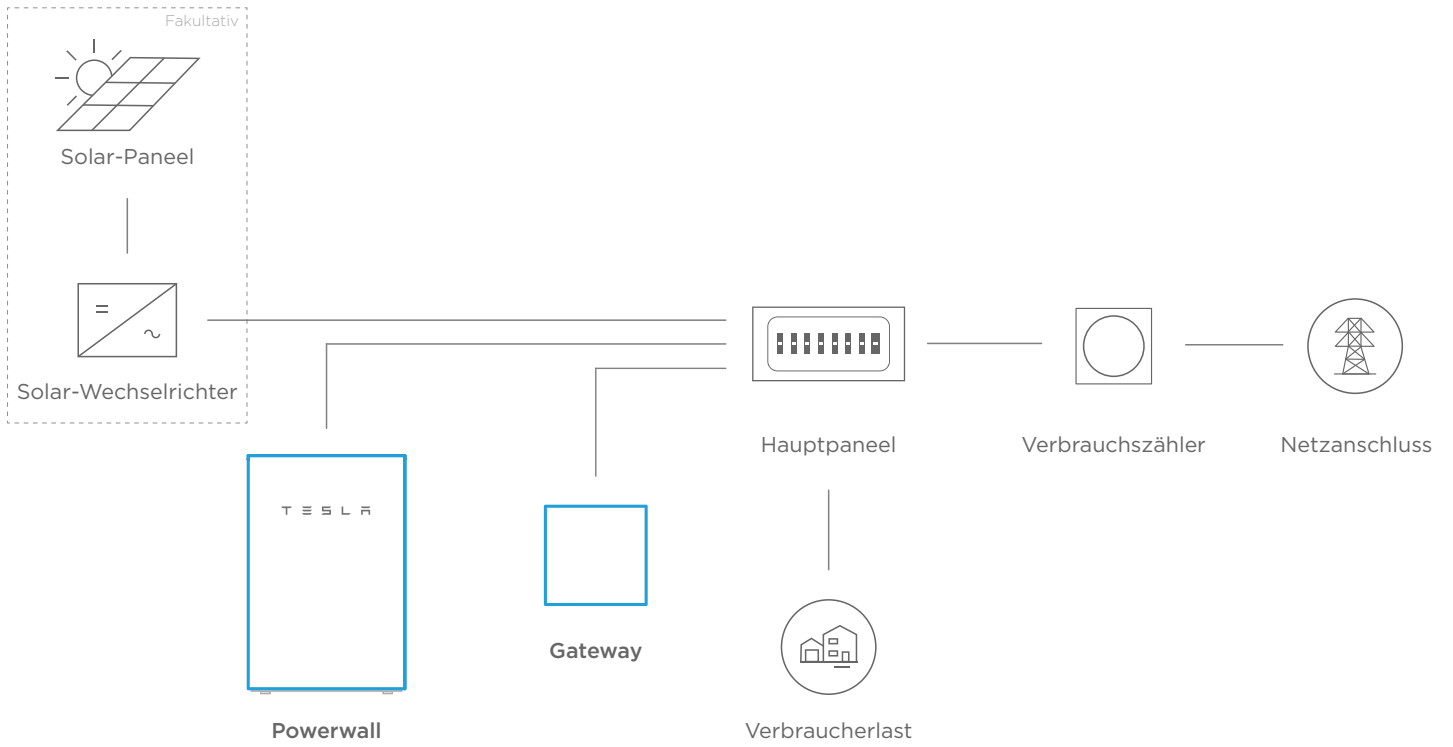 Fakultativ
Solar-Paneel
Solar-Wechselrichter
Hauptpaneel
Verbrauchszähler
Netzanschluss
TESLA
Gateway
Powerwall
Verbraucherlast